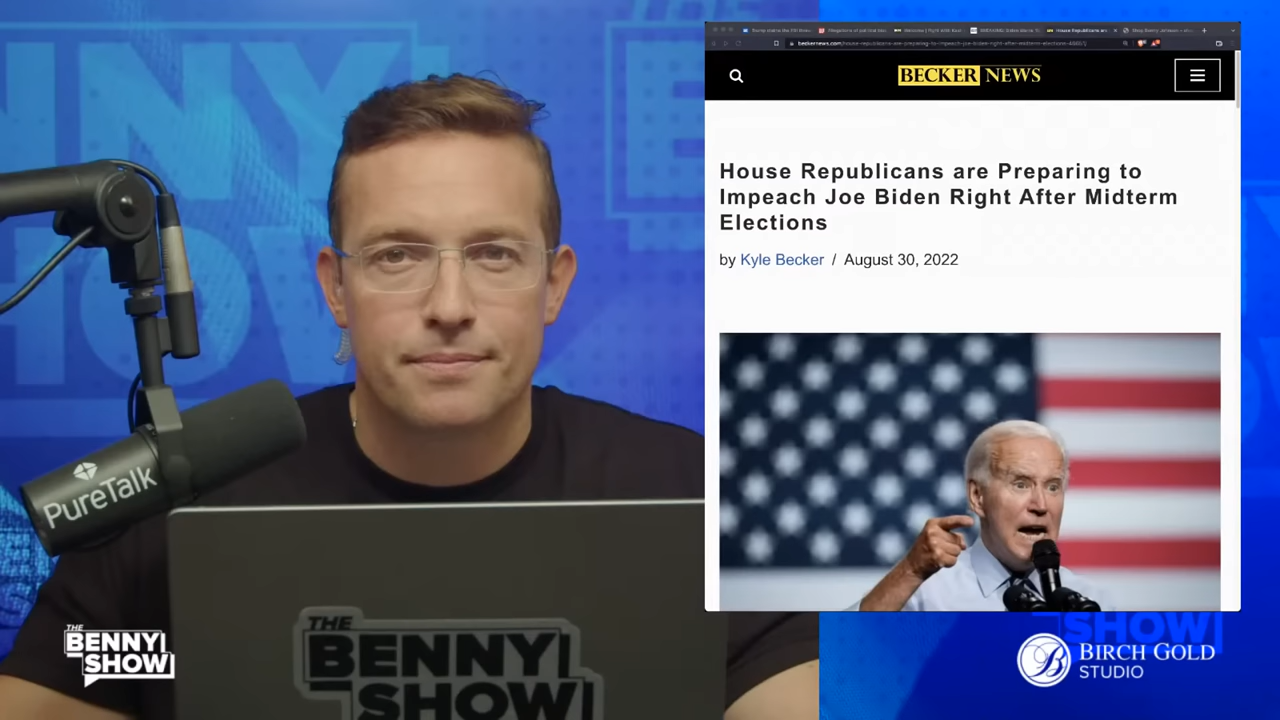 BECKER NEWS
House Republicans are Preparing to
Impeach Joe Biden Right After Midterm
Elections
by Kyle Becker / August 30, 2022
PureTalk
THE
BENNY
SHOW
THE
BENNY
SHOW
SHOW
B
BIRCH GOLD
STUDIO